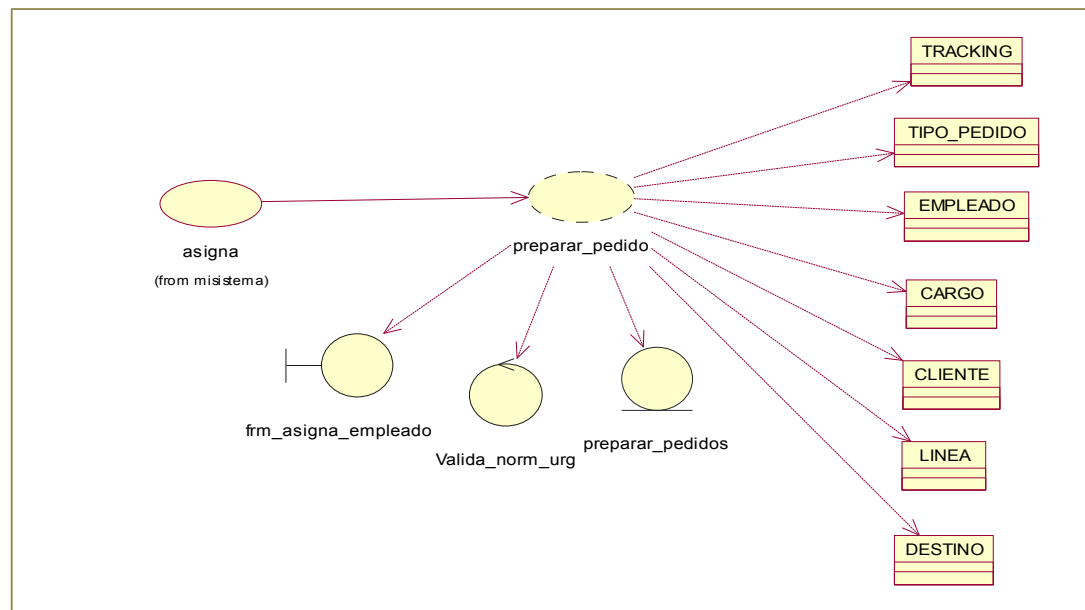 TRACKING
TIPO_PEDIDO
EMPLEADO
asigna
(from misistema)
preparar_pedido
CARGO
CLIENTE
frm_asigna_empleado
Valida_norm_urg
preparar_pedidos
LINEA
DESTINO